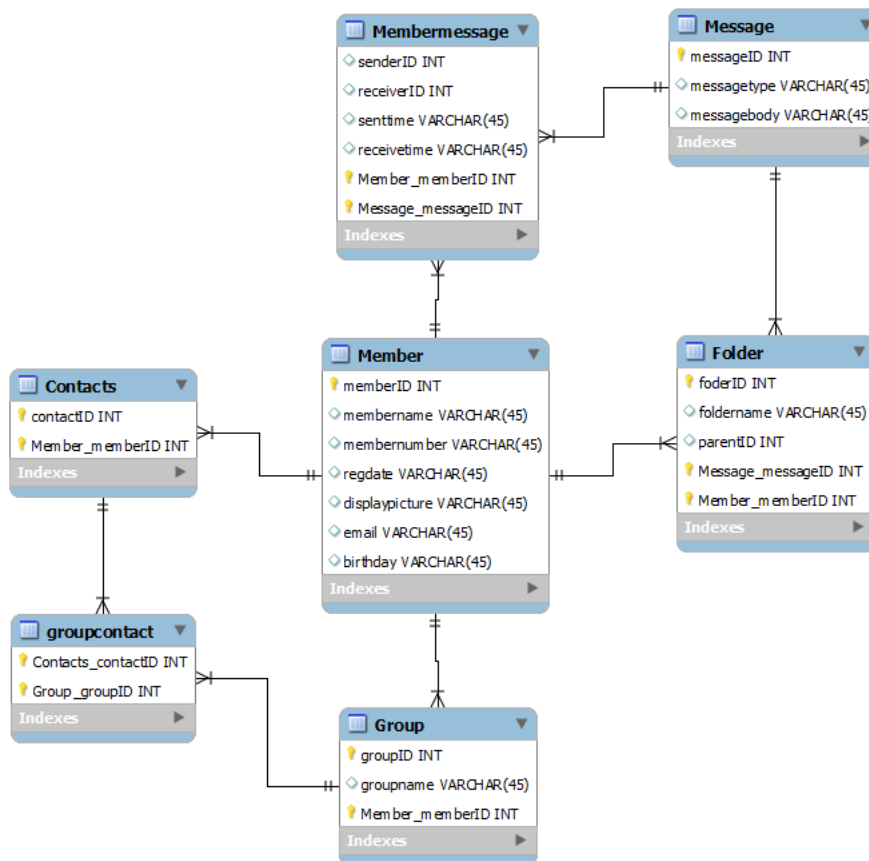 Membermessage
senderID INT
receiverID INT
senttime VARCHAR(45)
receivetime VARCHAR(45)
Member_memberID INT
Message_messageID INT
Indexes
Message
messageID INT
messagetype VARCHAR(45)
messagebody VARCHAR(45)
Indexes
Contacts
contactID INT
Member_memberID INT
Indexes
Member
memberID INT
membername VARCHAR(45)
membernumber VARCHAR(45)
regdate VARCHAR(45)
displaypicture VARCHAR(45)
email VARCHAR(45)
birthday VARCHAR(45)
Indexes
Folder
foderID INT
foldername VARCHAR(45)
parentID INT
Message_messageID INT
Member_memberID INT
Indexes
groupcontact
Contacts_contactID INT
Group_groupID INT
Indexes
Group
groupID INT
groupname VARCHAR(45)
Member_memberID INT
Indexes